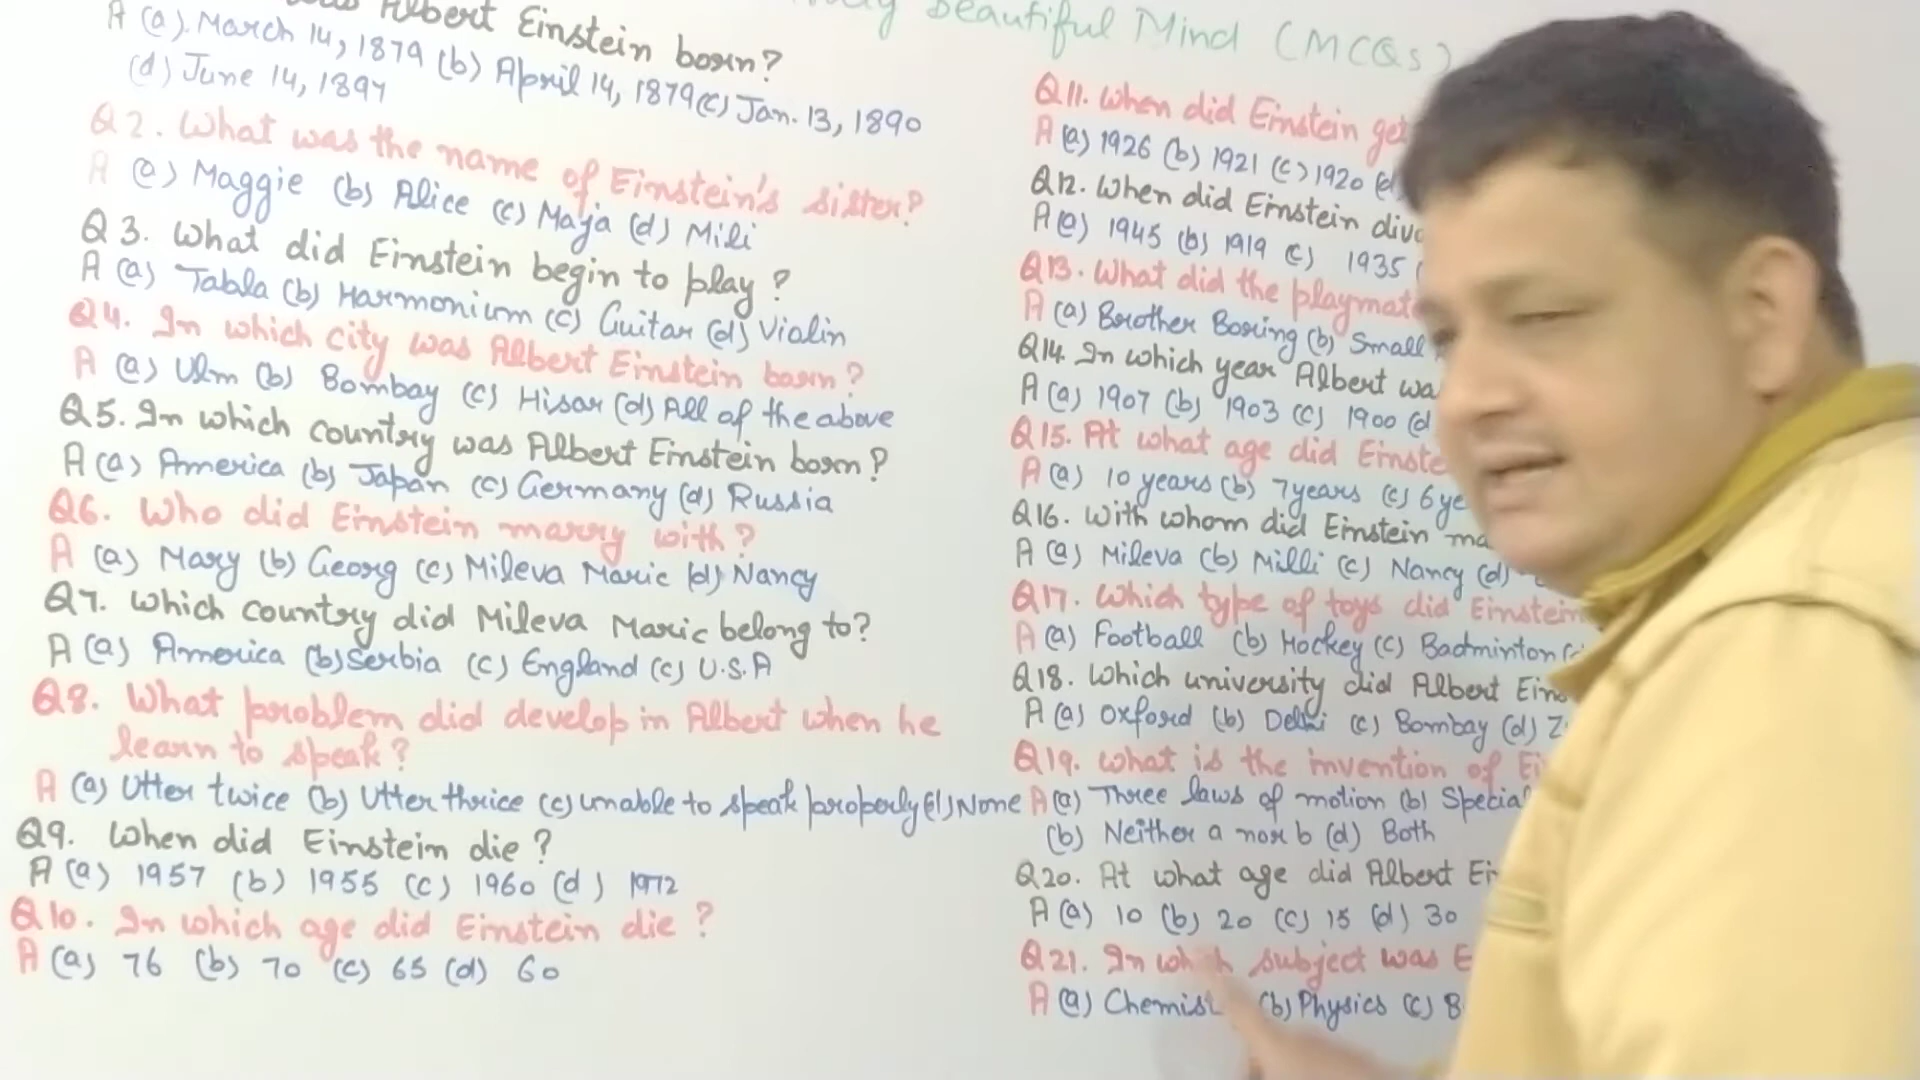 Beautiful Mind (MCQs)
Albert Einstein born?
A (a). March 14, 1879 (b) April 14, 1879 (c) Jan. 13, 1890
(d) June 14, 1897
Q2. What was the name of Einstein's sister?
A (a) Maggie (b) Alice (c) Maja (d) Mili
Q3. What did Einstein begin to play?
A (a) Tabla (b) Harmonium (c) Guitar (d) Vialin
Q4. In which city was Albert Einstein born?
A (a) Ulm (b) Bombay (c) Hisar (d) All of the above
Q5. In which country was Albert Einstein born?
A (a) America (b) Japan (c) Germany (d) Russia
Q6. Who did Einstein marry with?
A (a) Mary (b) Georg (c) Mileva Maric (d) Nancy
Q7. Which country did Mileva Maric belong to?
A (a) America (b) Serbia (c) England (c) U.S.A
Q8. What problem did develop in Albert when he
learn to speak?
A (a) Utter twice (b) Utter thrice (c) unable to speak properly (d) None
Q9. When did Einstein die?
A (a) 1957 (b) 1955 (c) 1960 (d) 1972
Q10. In which age did Einstein die?
A (a) 76 (b) 70 (c) 65 (d) 60
Q11. When did Einstein get
A (a) 1926 (b) 1921 (c) 1920 (d
Q12. When did Einstein divo
A (a) 1945 (b) 1919 (c) 1935 (
Q13. What did the playmate
A (a) Brother Boring (b) Small
Q14. In which year Albert wa
A (a) 1907 (b) 1903 (c) 1900 (d
Q15. At what age did Einste
A (a) 10 years (b) 7 years (c) 6 ye
Q16. With whom did Einstein ma
A (a) Mileva (b) Milli (c) Nancy (d)
Q17. Which type of toys did Einstein
A (a) Football (b) Hockey (c) Badminton (
Q18. Which university did Albert Eins
A (a) Oxford (b) Delhi (c) Bombay (d) Z
Q19. What is the invention of Ei
A (a) Three laws of motion (b) Special
(b) Neither a nor b (d) Both
Q20. At what age did Albert Ei
A (a) 10 (b) 20 (c) 15 (d) 30
Q21. In which subject was E
A (a) Chemist (b) Physics (c) B